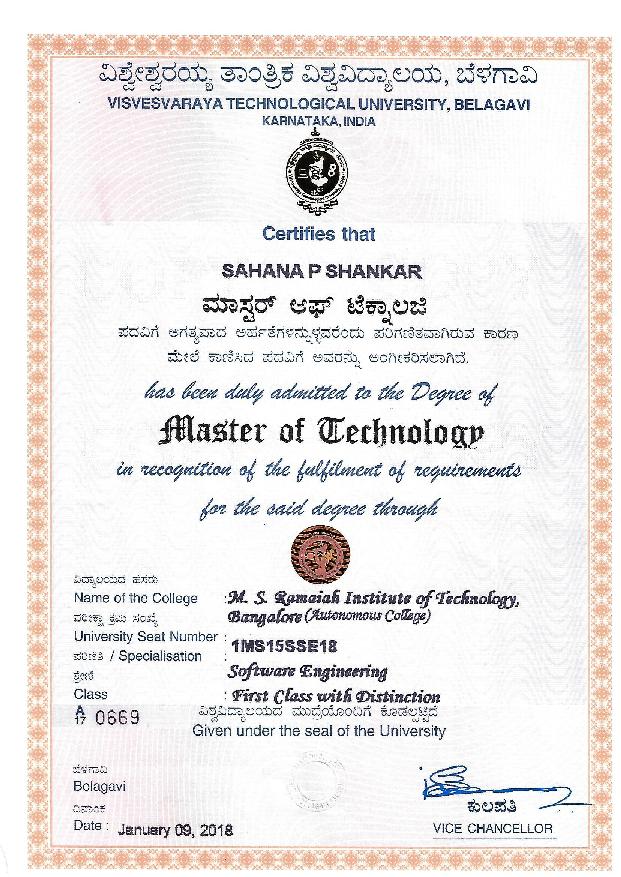 ವಿಶ್ವೇಶ್ವರಯ್ಯ ತಾಂತ್ರಿಕ ವಿಶ್ವವಿದ್ಯಾಲಯ, ಬೆಳಗಾವಿ
VISVESVARAYA TECHNOLOGICAL UNIVERSITY, BELAGAVI
KARNATAKA, INDIA
Certifies that
SAHANA P SHANKAR
ಮಾಸ್ಟರ್ ಆಫ್ ಟೆಕ್ನಾಲಜಿ
ಪದವಿಗೆ ಅಗತ್ಯವಾದ ಅರ್ಹತೆಗಳನ್ನುಳ್ಳವರೆಂದು ಪರಿಗಣಿತವಾಗಿರುವ ಕಾರಣ
ಮೇಲೆ ಕಾಣಿಸಿದ ಪದವಿಗೆ ಅವರನ್ನು ಅಂಗೀಕರಿಸಲಾಗಿದೆ.
has been duly admitted to the Degree of
Master of Technology
in recognition of the fulfilment of requirements
for the said degree through
ವಿದ್ಯಾಲಯದ ಹೆಸರು
Name of the College : M. S. Ramaiah Institute of Technology,
Bangalore (Autonomous College)
ಪರೀಕ್ಷಾ ಕ್ರಮ ಸಂಖ್ಯೆ
University Seat Number : 1MS15SSE18
ಪರಿಣತಿ / Specialisation : Software Engineering
ಶ್ರೇಣಿ
Class : First Class with Distinction
A/17 0669
ವಿಶ್ವವಿದ್ಯಾಲಯದ ಮುದ್ರೆಯೊಂದಿಗೆ ಕೊಡಲ್ಪಟ್ಟಿದೆ
Given under the seal of the University
ಬೆಳಗಾವಿ
Belagavi
ದಿನಾಂಕ
Date : January 09, 2018
ಕುಲಪತಿ
VICE CHANCELLOR